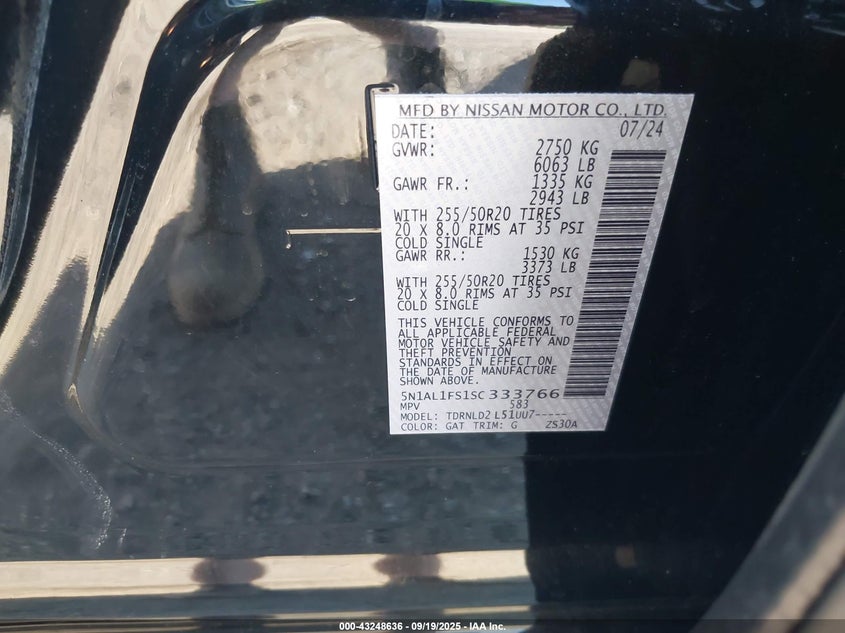 MFD BY NISSAN MOTOR CO., LTD.
DATE: 07/24
GVWR: 2750 KG
6063 LB
GAWR FR.: 1335 KG
2943 LB
WITH 255/50R20 TIRES
20 X 8.0 RIMS AT 35 PSI
COLD SINGLE
GAWR RR.: 1530 KG
3373 LB
WITH 255/50R20 TIRES
20 X 8.0 RIMS AT 35 PSI
COLD SINGLE
THIS VEHICLE CONFORMS TO
ALL APPLICABLE FEDERAL
MOTOR VEHICLE SAFETY AND
THEFT PREVENTION
STANDARDS IN EFFECT ON
THE DATE OF MANUFACTURE
SHOWN ABOVE.
5N1AL1FS1SC333766
MPV 583
MODEL: TDRNLD2 L51UU7-----
COLOR: GAT TRIM: G ZS30A
000-43248636 - 09/19/2025 - IAA Inc.